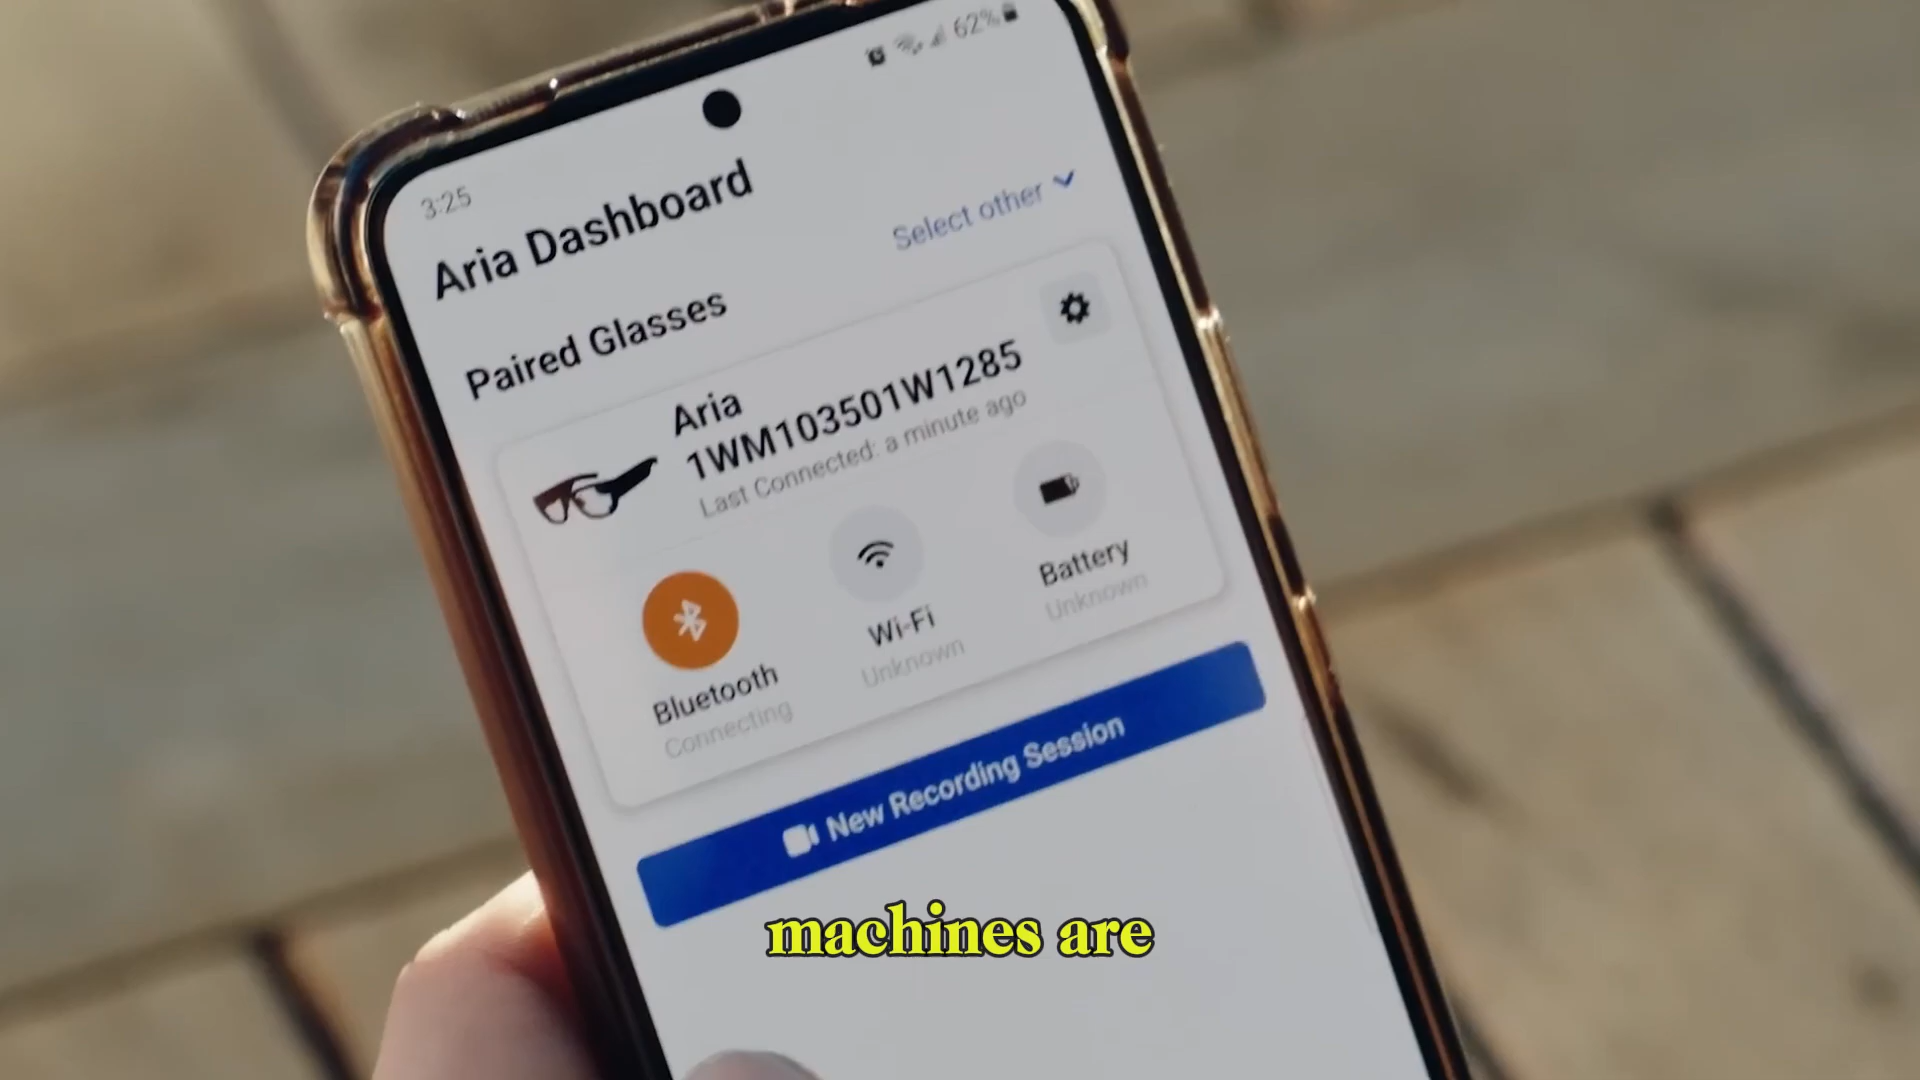 3:25
62%
Aria Dashboard
Select other
Paired Glasses
Aria
1WM103501W1285
Last Connected: a minute ago
Bluetooth
Connecting
Wi-Fi
Unknown
Battery
Unknown
New Recording Session
machines are